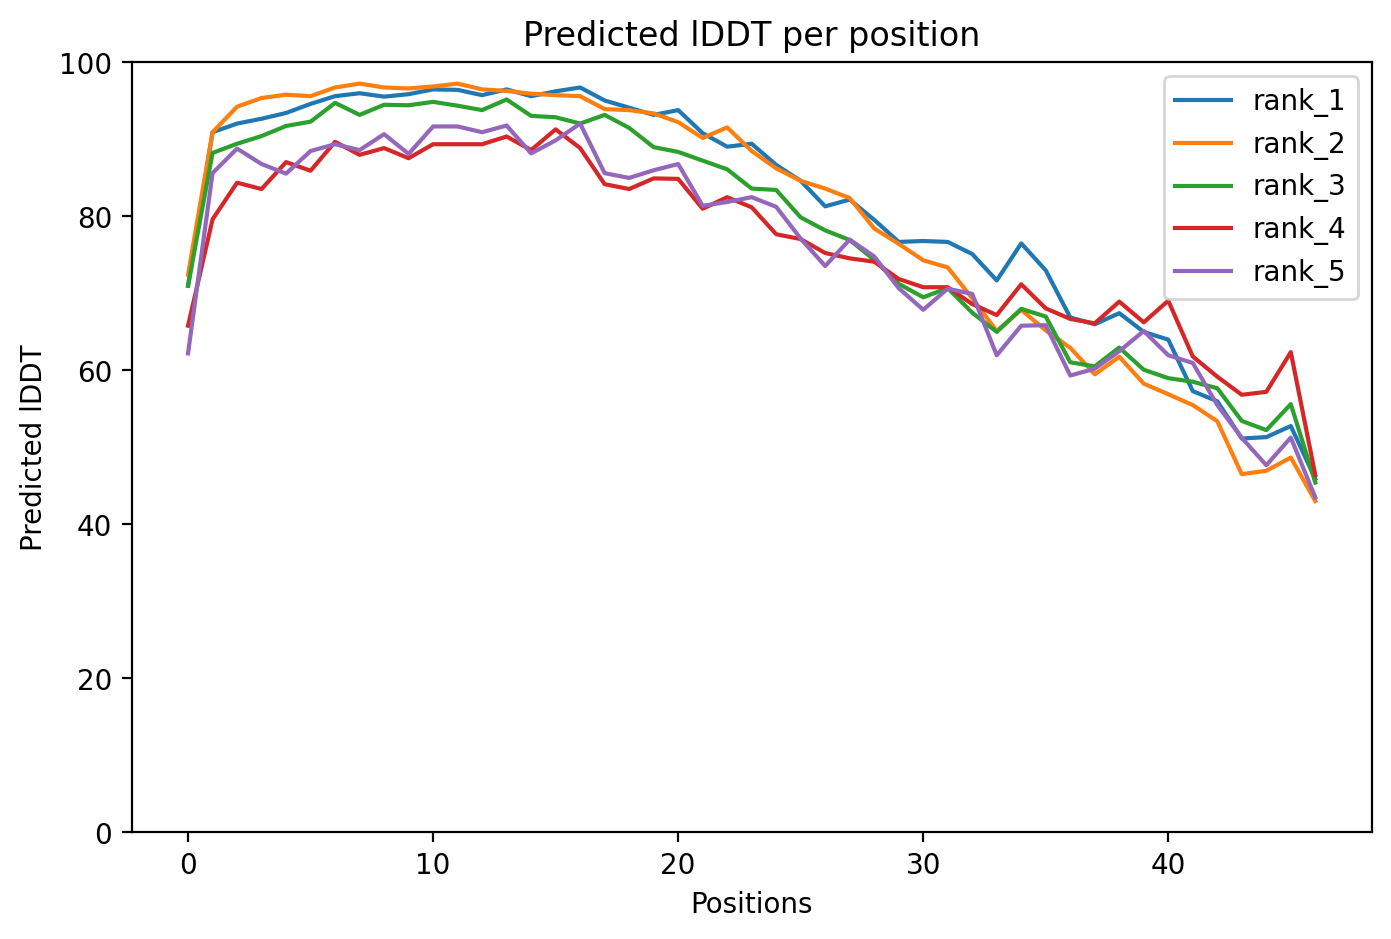 Predicted lDDT per position
100
80
60
40
20
0
Predicted lDDT
0 10 20 30 40
Positions
rank_1
rank_2
rank_3
rank_4
rank_5